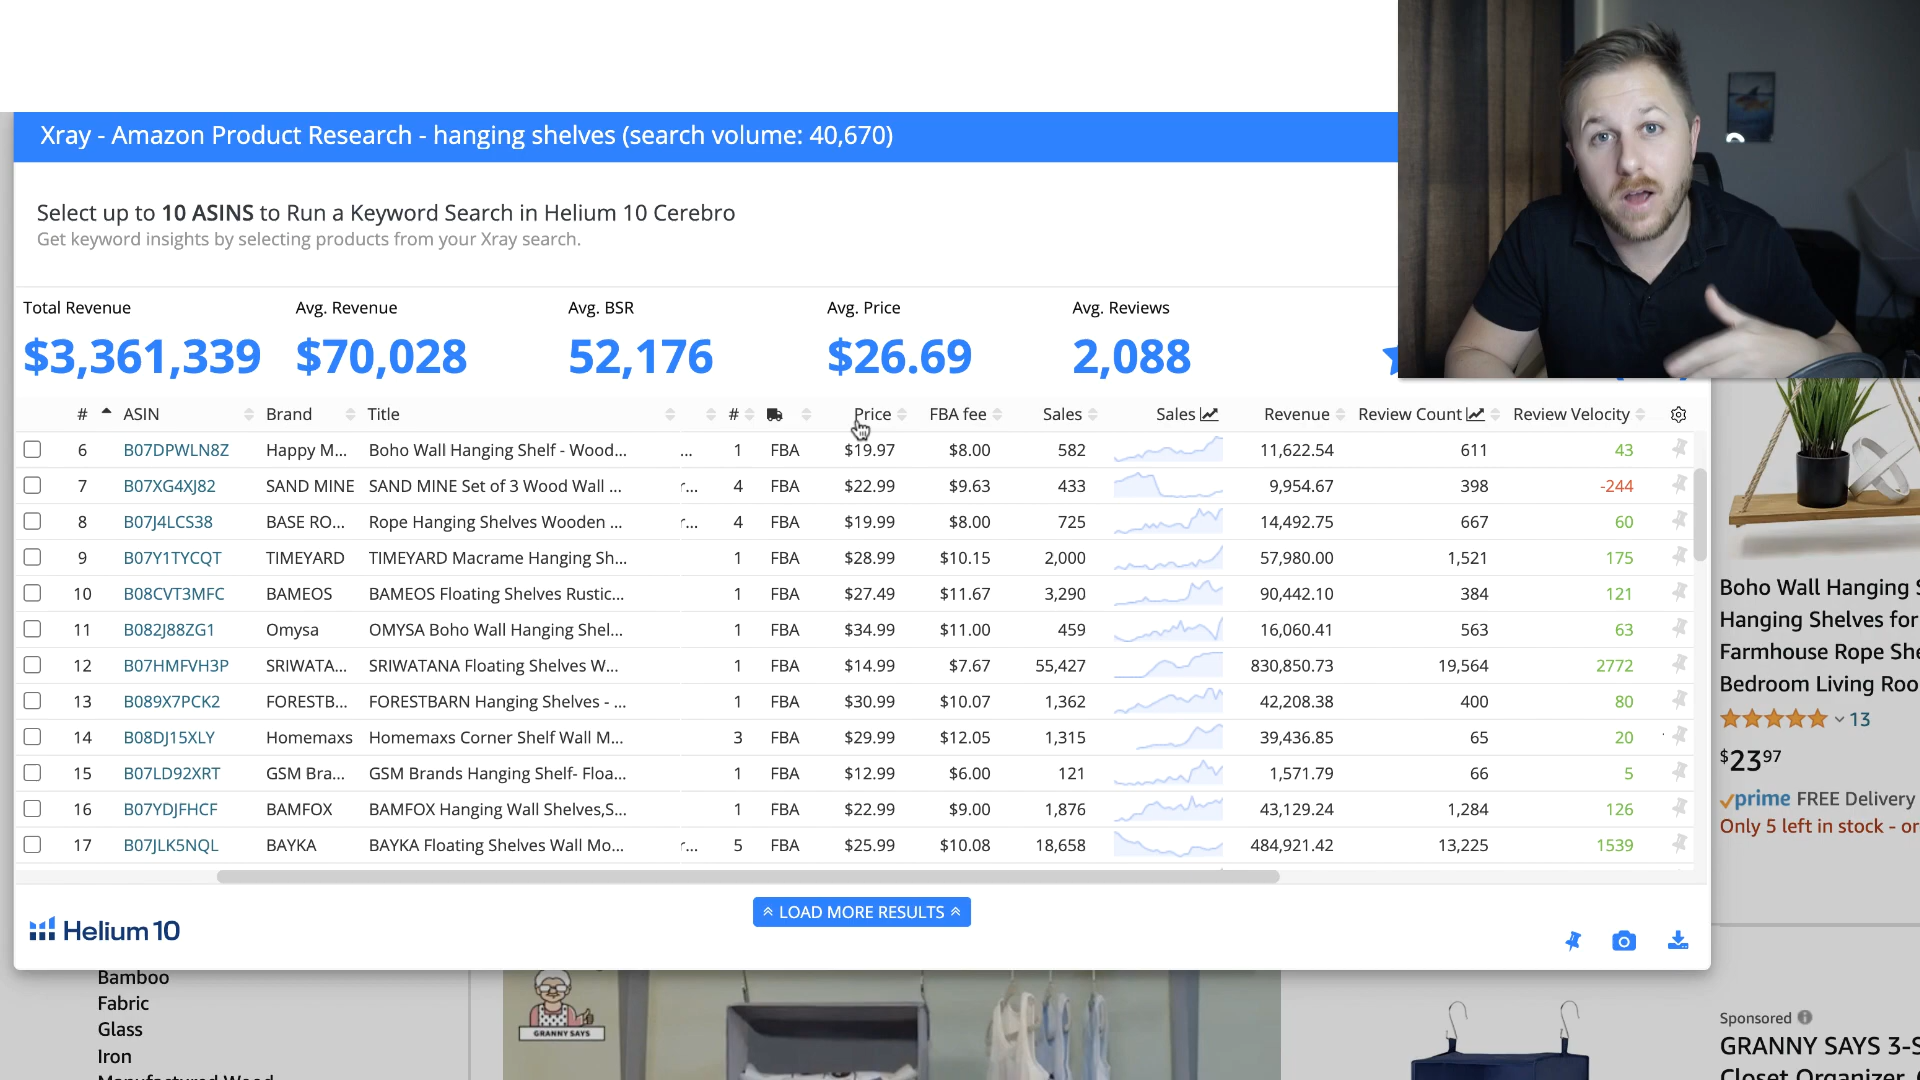 Xray - Amazon Product Research - hanging shelves (search volume: 40,670)
Select up to 10 ASINS to Run a Keyword Search in Helium 10 Cerebro
Get keyword insights by selecting products from your Xray search.
Total Revenue Avg. Revenue Avg. BSR Avg. Price Avg. Reviews
$3,361,339 $70,028 52,176 $26.69 2,088
# ASIN Brand Title # Price FBA fee Sales Sales Revenue Review Count Review Velocity
6 B07DPWLN8Z Happy M... Boho Wall Hanging Shelf - Wood... ... 1 FBA $19.97 $8.00 582 11,622.54 611 43
7 B07XG4XJ82 SAND MINE SAND MINE Set of 3 Wood Wall ... r... 4 FBA $22.99 $9.63 433 9,954.67 398 -244
8 B07J4LCS38 BASE RO... Rope Hanging Shelves Wooden ... r... 4 FBA $19.99 $8.00 725 14,492.75 667 60
9 B07Y1TYCQT TIMEYARD TIMEYARD Macrame Hanging Sh... 1 FBA $28.99 $10.15 2,000 57,980.00 1,521 175
10 B08CVT3MFC BAMEOS BAMEOS Floating Shelves Rustic... 1 FBA $27.49 $11.67 3,290 90,442.10 384 121
11 B082J88ZG1 Omysa OMYSA Boho Wall Hanging Shel... 1 FBA $34.99 $11.00 459 16,060.41 563 63
12 B07HMFVH3P SRIWATA... SRIWATANA Floating Shelves W... 1 FBA $14.99 $7.67 55,427 830,850.73 19,564 2772
13 B089X7PCK2 FORESTB... FORESTBARN Hanging Shelves - ... 1 FBA $30.99 $10.07 1,362 42,208.38 400 80
14 B08DJ15XLY Homemaxs Homemaxs Corner Shelf Wall M... 3 FBA $29.99 $12.05 1,315 39,436.85 65 20
15 B07LD92XRT GSM Bra... GSM Brands Hanging Shelf- Floa... 1 FBA $12.99 $6.00 121 1,571.79 66 5
16 B07YDJFHCF BAMFOX BAMFOX Hanging Wall Shelves,S... 1 FBA $22.99 $9.00 1,876 43,129.24 1,284 126
17 B07JLK5NQL BAYKA BAYKA Floating Shelves Wall Mo... r... 5 FBA $25.99 $10.08 18,658 484,921.42 13,225 1539
LOAD MORE RESULTS
Helium 10
Bamboo
Fabric
Glass
Iron
Manufactured Wood
GRANNY SAYS
Boho Wall Hanging S
Hanging Shelves for
Farmhouse Rope She
Bedroom Living Roo
13
$2397
prime FREE Delivery
Only 5 left in stock - or
Sponsored
GRANNY SAYS 3-S
Closet Organizer,